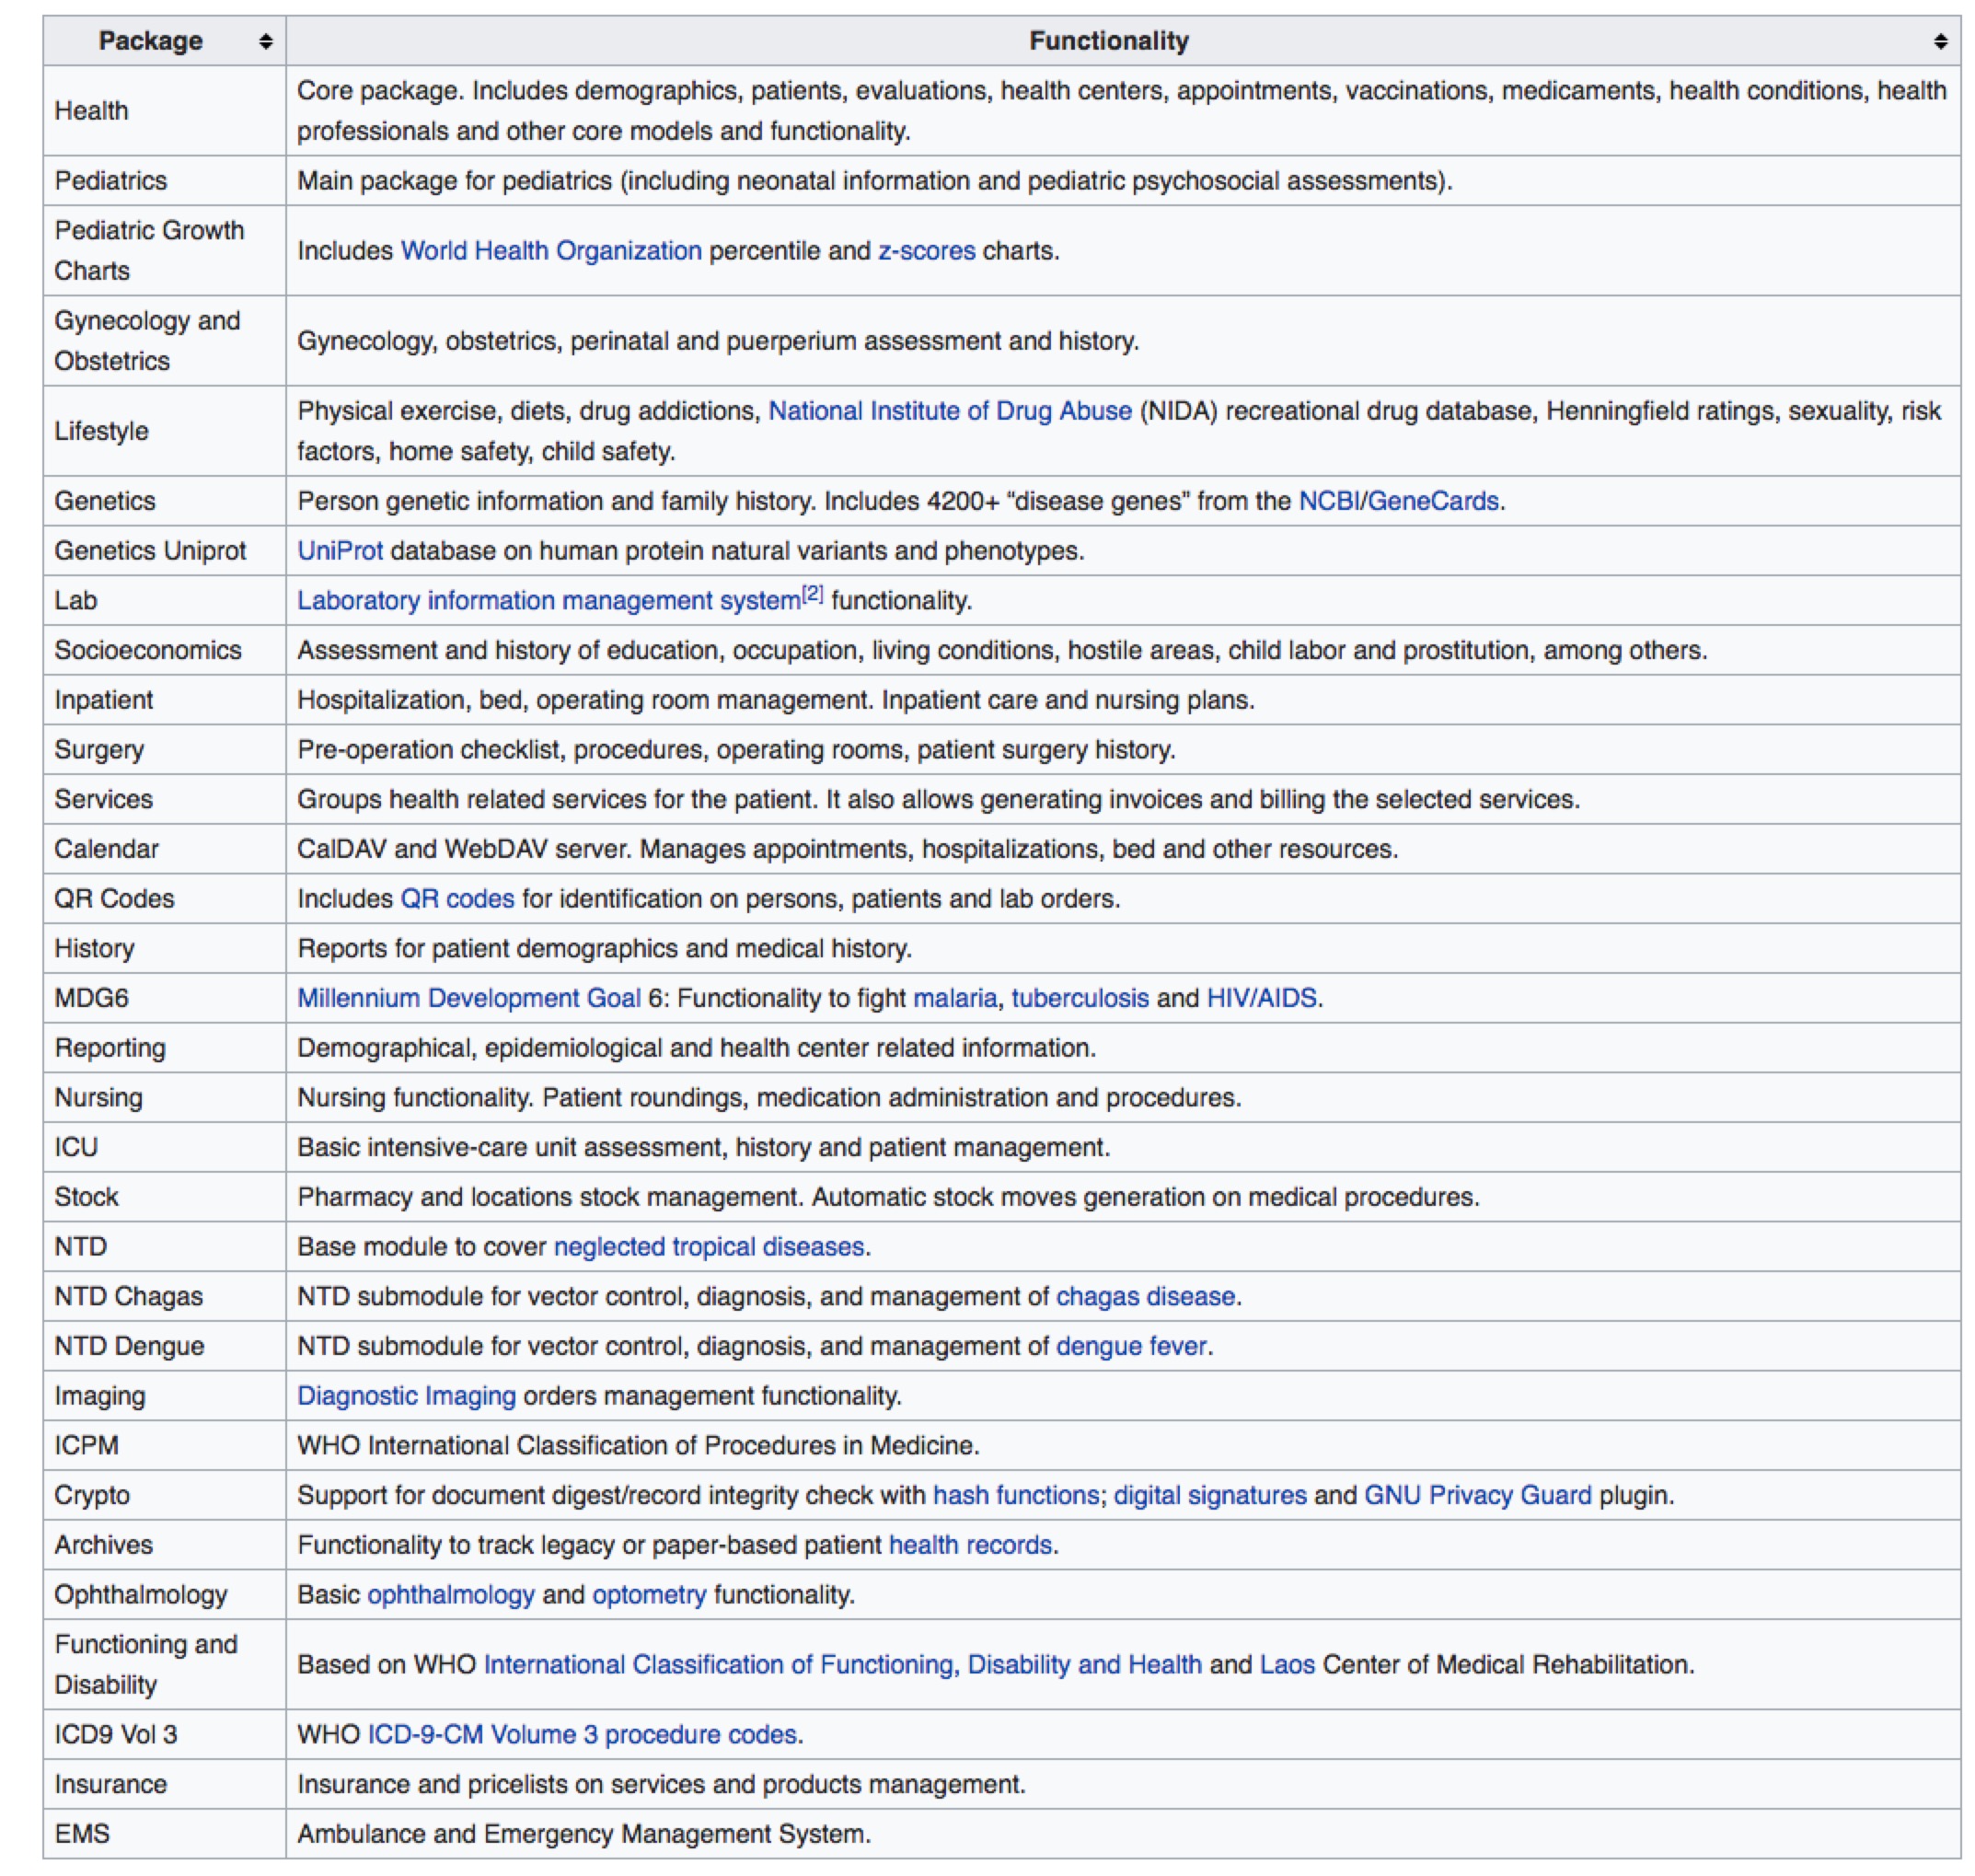 Package Functionality
Health
Core package. Includes demographics, patients, evaluations, health centers, appointments, vaccinations, medicaments, health conditions, health
professionals and other core models and functionality.
Pediatrics Main package for pediatrics (including neonatal information and pediatric psychosocial assessments).
Pediatric Growth
Charts
Includes World Health Organization percentile and z-scores charts.
Gynecology and
Obstetrics
Gynecology, obstetrics, perinatal and puerperium assessment and history.
Lifestyle
Physical exercise, diets, drug addictions, National Institute of Drug Abuse (NIDA) recreational drug database, Henningfield ratings, sexuality, risk
factors, home safety, child safety.
Genetics Person genetic information and family history. Includes 4200+ “disease genes" from the NCBI/GeneCards.
Genetics Uniprot UniProt database on human protein natural variants and phenotypes.
Lab Laboratory information management system[2] functionality.
Socioeconomics Assessment and history of education, occupation, living conditions, hostile areas, child labor and prostitution, among others.
Inpatient Hospitalization, bed, operating room management. Inpatient care and nursing plans.
Surgery Pre-operation checklist, procedures, operating rooms, patient surgery history.
Services Groups health related services for the patient. It also allows generating invoices and billing the selected services.
Calendar CalDAV and WebDAV server. Manages appointments, hospitalizations, bed and other resources.
QR Codes Includes QR codes for identification on persons, patients and lab orders.
History Reports for patient demographics and medical history.
MDG6 Millennium Development Goal 6: Functionality to fight malaria, tuberculosis and HIV/AIDS.
Reporting Demographical, epidemiological and health center related information.
Nursing Nursing functionality. Patient roundings, medication administration and procedures.
ICU Basic intensive-care unit assessment, history and patient management.
Stock Pharmacy and locations stock management. Automatic stock moves generation on medical procedures.
NTD Base module to cover neglected tropical diseases.
NTD Chagas NTD submodule for vector control, diagnosis, and management of chagas disease.
NTD Dengue NTD submodule for vector control, diagnosis, and management of dengue fever.
Imaging Diagnostic Imaging orders management functionality.
ICPM WHO International Classification of Procedures in Medicine.
Crypto Support for document digest/record integrity check with hash functions; digital signatures and GNU Privacy Guard plugin.
Archives Functionality to track legacy or paper-based patient health records.
Ophthalmology Basic ophthalmology and optometry functionality.
Functioning and
Disability
Based on WHO International Classification of Functioning, Disability and Health and Laos Center of Medical Rehabilitation.
ICD9 Vol 3 WHO ICD-9-CM Volume 3 procedure codes.
Insurance Insurance and pricelists on services and products management.
EMS Ambulance and Emergency Management System.